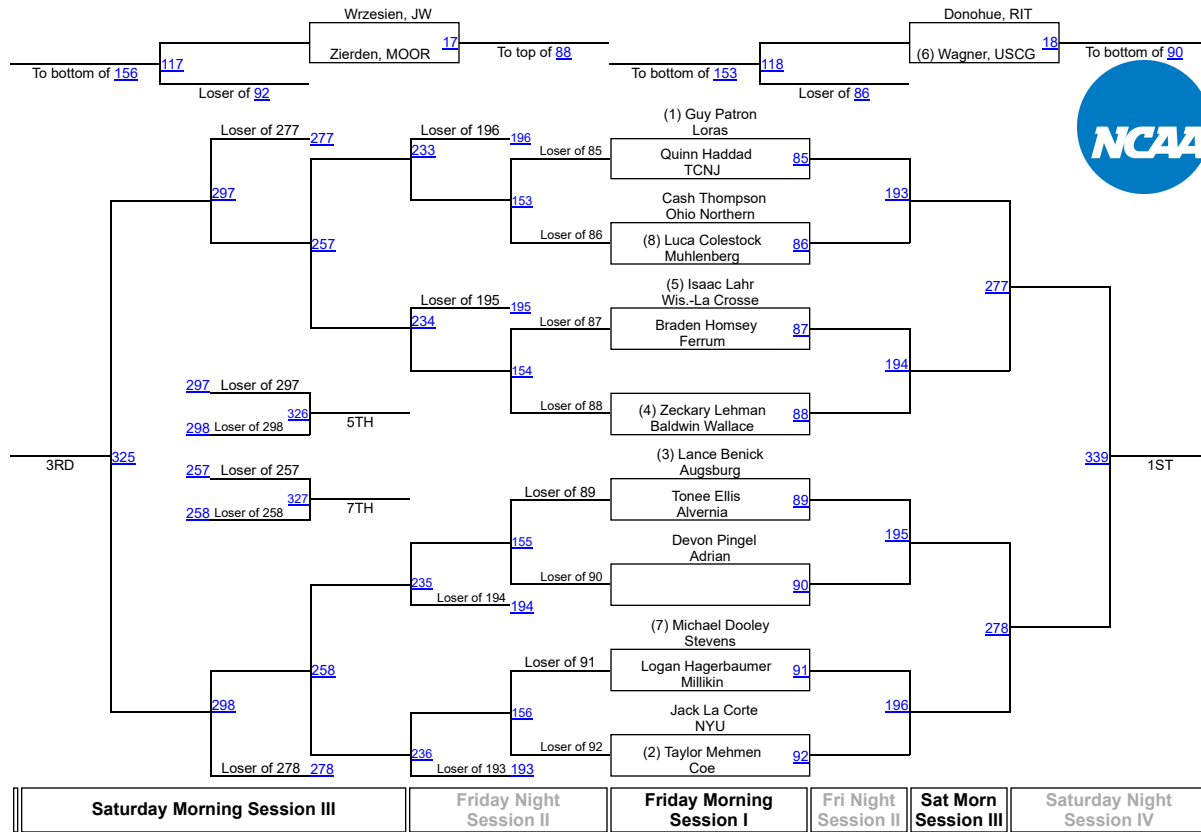 Wrzesien, JW
Zierden, MOOR
17
To top of 88
117
To bottom of 156
Loser of 92
Donohue, RIT
(6) Wagner, USCG
18
To bottom of 90
118
To bottom of 153
Loser of 86
NCAA
(1) Guy Patron
Loras
Loser of 277
277
Loser of 196
196
233
Loser of 85
Quinn Haddad
TCNJ
85
297
153
Cash Thompson
Ohio Northern
193
257
Loser of 86
(8) Luca Colestock
Muhlenberg
86
(5) Isaac Lahr
Wis.-La Crosse
277
Loser of 195
195
234
Loser of 87
Braden Homsey
Ferrum
87
154
194
297
Loser of 297
326
5TH
298
Loser of 298
Loser of 88
(4) Zeckary Lehman
Baldwin Wallace
88
3RD
325
(3) Lance Benick
Augsburg
339
1ST
257
Loser of 257
327
7TH
258
Loser of 258
Loser of 89
Tonee Ellis
Alvernia
89
155
Devon Pingel
Adrian
195
235
Loser of 90
90
Loser of 194
194
(7) Michael Dooley
Stevens
278
258
Loser of 91
Logan Hagerbaumer
Millikin
91
298
156
Jack La Corte
NYU
196
236
Loser of 92
(2) Taylor Mehmen
Coe
92
Loser of 278
278
Loser of 193
193
Saturday Morning Session III
Friday Night
Session II
Friday Morning
Session I
Fri Night
Session II
Sat Morn
Session III
Saturday Night
Session IV